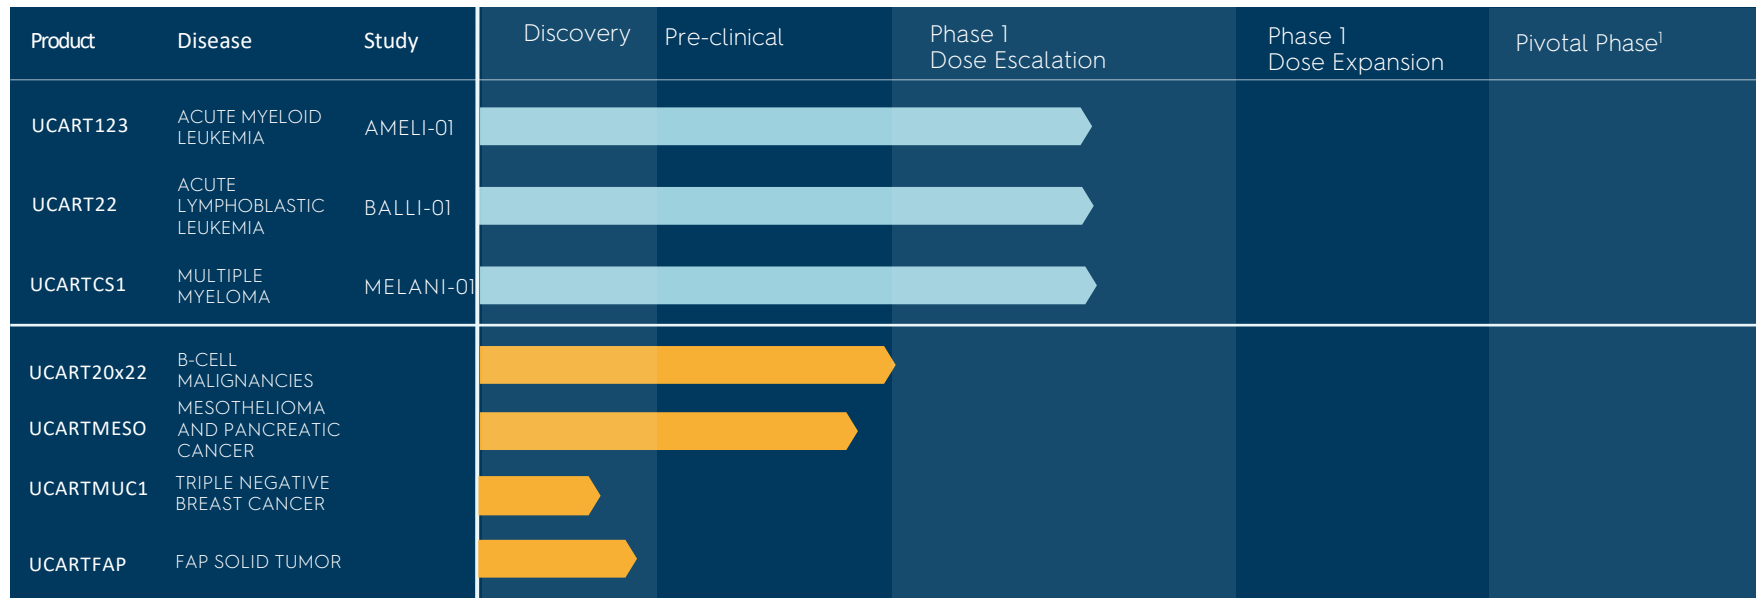 Product Disease Study Discovery Pre-clinical Phase 1 Phase 1 Pivotal Phase¹
Dose Escalation Dose Expansion
UCART123 ACUTE MYELOID AMELI-01
LEUKEMIA
UCART22 ACUTE
LYMPHOBLASTIC BALLI-01
LEUKEMIA
UCARTCS1 MULTIPLE MELANI-01
MYELOMA
UCART20x22 B-CELL
MALIGNANCIES
UCARTMESO MESOTHELIOMA
AND PANCREATIC
CANCER
UCARTMUC1 TRIPLE NEGATIVE
BREAST CANCER
UCARTFAP FAP SOLID TUMOR